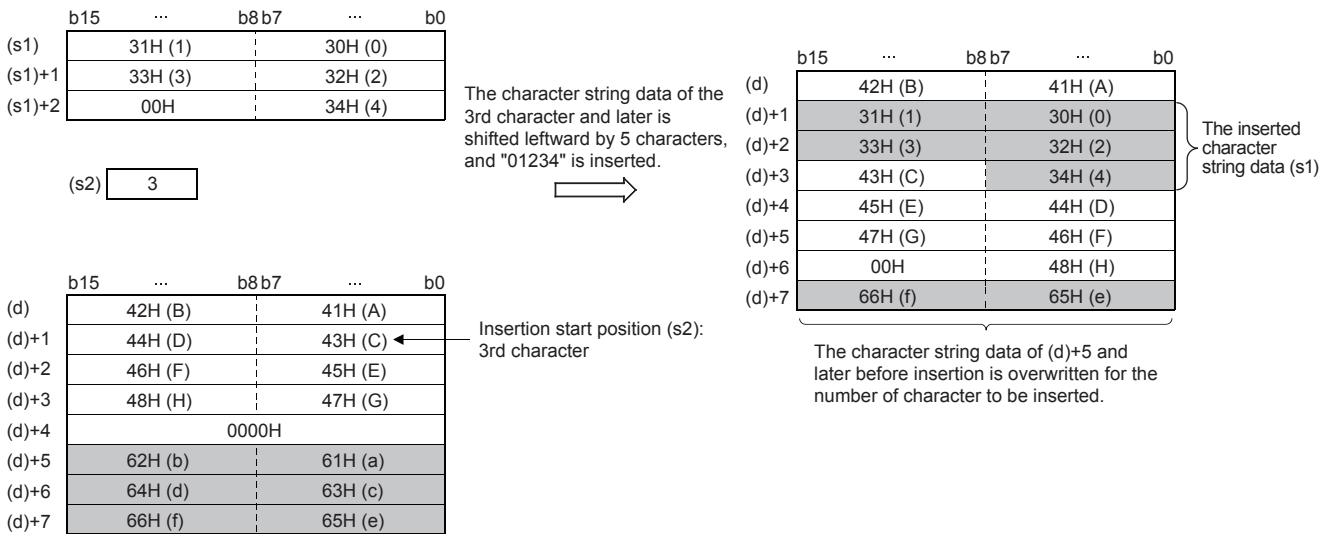 b15 ... b8 b7 ... b0
(s1) 31H (1) 30H (0)
(s1)+1 33H (3) 32H (2)
(s1)+2 00H 34H (4)
(s2) 3
b15 ... b8 b7 ... b0
(d) 42H (B) 41H (A)
(d)+1 44H (D) 43H (C)
(d)+2 46H (F) 45H (E)
(d)+3 48H (H) 47H (G)
(d)+4 0000H
(d)+5 62H (b) 61H (a)
(d)+6 64H (d) 63H (c)
(d)+7 66H (f) 65H (e)
Insertion start position (s2):
3rd character
The character string data of the
3rd character and later is
shifted leftward by 5 characters,
and "01234" is inserted.
b15 ... b8 b7 ... b0
(d) 42H (B) 41H (A)
(d)+1 31H (1) 30H (0)
(d)+2 33H (3) 32H (2)
(d)+3 43H (C) 34H (4)
(d)+4 45H (E) 44H (D)
(d)+5 47H (G) 46H (F)
(d)+6 00H 48H (H)
(d)+7 66H (f) 65H (e)
The inserted
character
string data (s1)
The character string data of (d)+5 and
later before insertion is overwritten for the
number of character to be inserted.